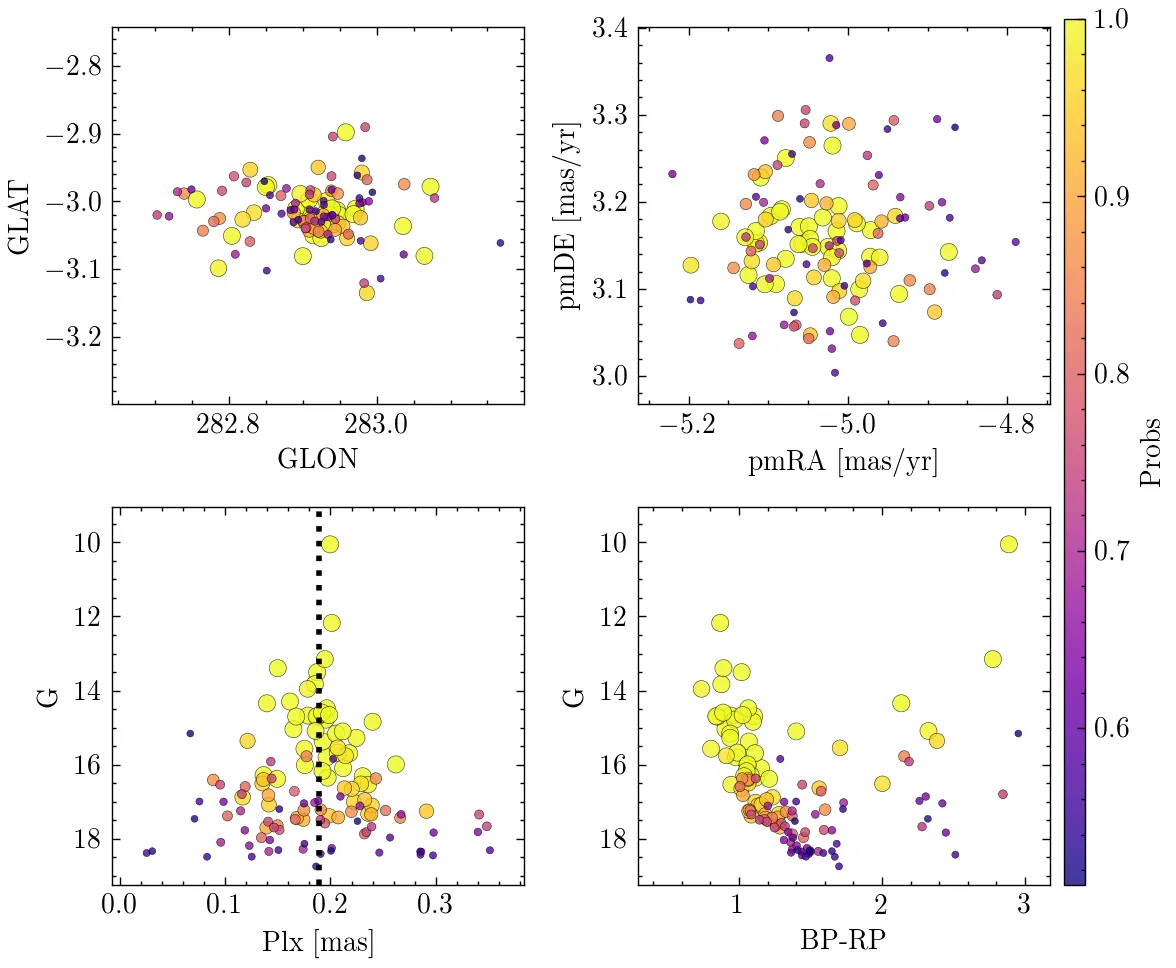 −2.8
−2.9
−3.0
−3.1
−3.2
GLAT
282.8 283.0
GLON
3.4
3.3
3.2
3.1
3.0
pmDE [mas/yr]
−5.2 −5.0 −4.8
pmRA [mas/yr]
10
12
14
16
18
G
0.0 0.1 0.2 0.3
Plx [mas]
10
12
14
16
18
G
1 2 3
BP-RP
1.0
0.9
0.8
0.7
0.6
Probs